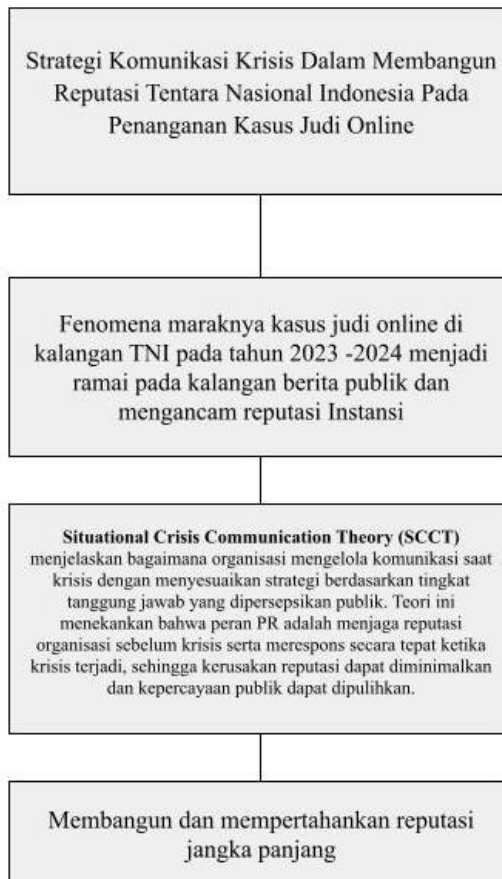 Strategi Komunikasi Krisis Dalam Membangun
Reputasi Tentara Nasional Indonesia Pada
Penanganan Kasus Judi Online
Fenomena maraknya kasus judi online di
kalangan TNI pada tahun 2023 -2024 menjadi
ramai pada kalangan berita publik dan
mengancam reputasi Instansi
Situational Crisis Communication Theory (SCCT)
menjelaskan bagaimana organisasi mengelola komunikasi saat
krisis dengan menyesuaikan strategi berdasarkan tingkat
tanggung jawab yang dipersepsikan publik. Teori ini
menekankan bahwa peran PR adalah menjaga reputasi
organisasi sebelum krisis serta merespons secara tepat ketika
krisis terjadi, sehingga kerusakan reputasi dapat diminimalkan
dan kepercayaan publik dapat dipulihkan.
Membangun dan mempertahankan reputasi
jangka panjang